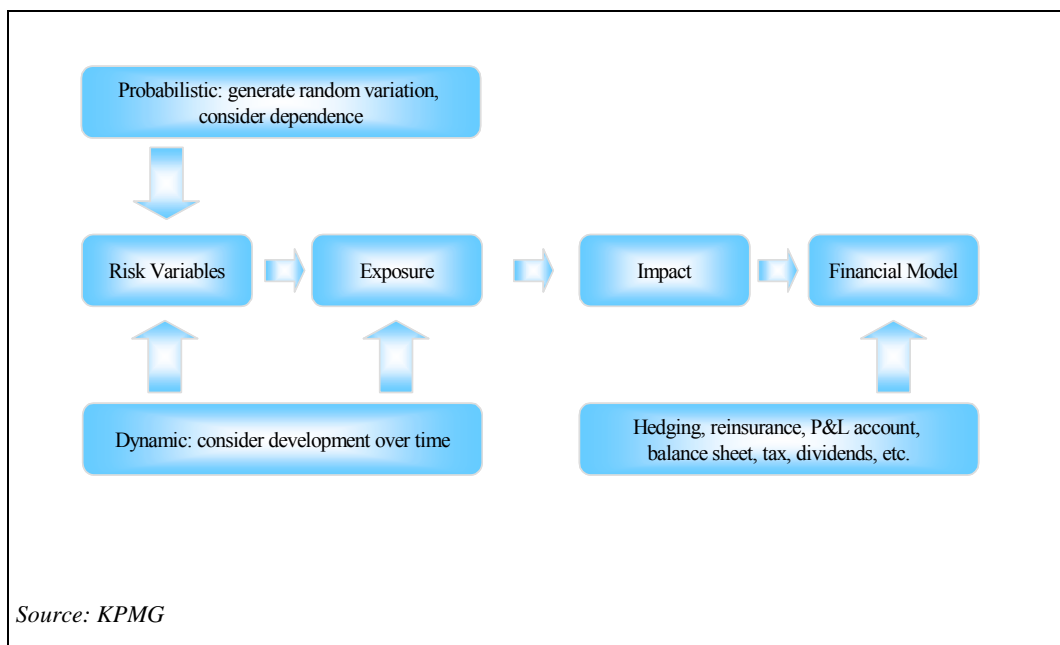 Probabilistic: generate random variation,
consider dependence
Risk Variables
Exposure
Impact
Financial Model
Dynamic: consider development over time
Hedging, reinsurance, P&L account,
balance sheet, tax, dividends, etc.
Source: KPMG